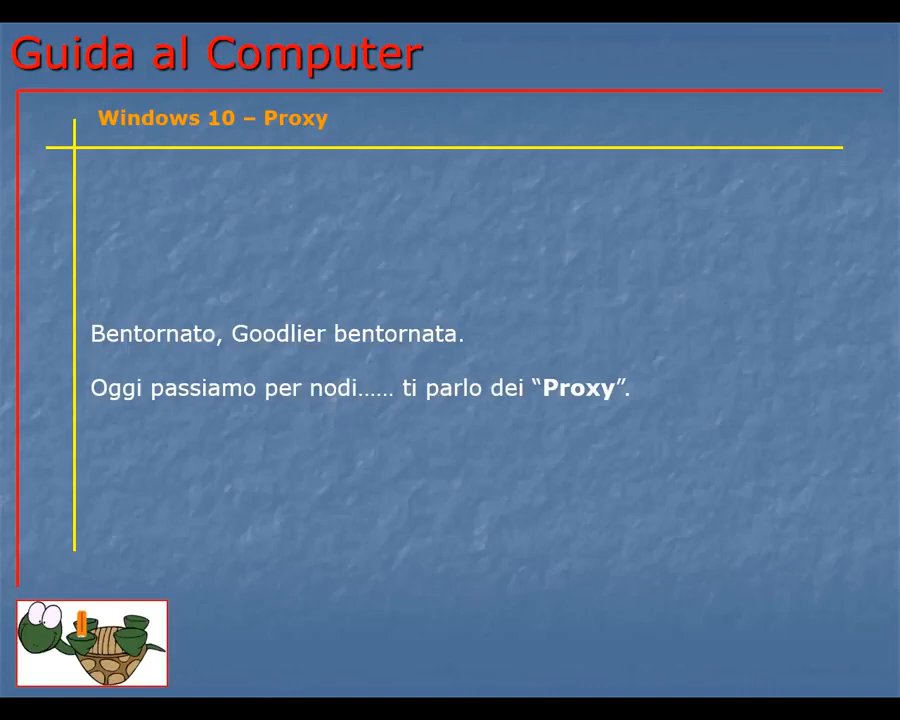 Guida al Computer
Windows 10 – Proxy
Bentornato, Goodlier bentornata.
Oggi passiamo per nodi…… ti parlo dei “Proxy”.